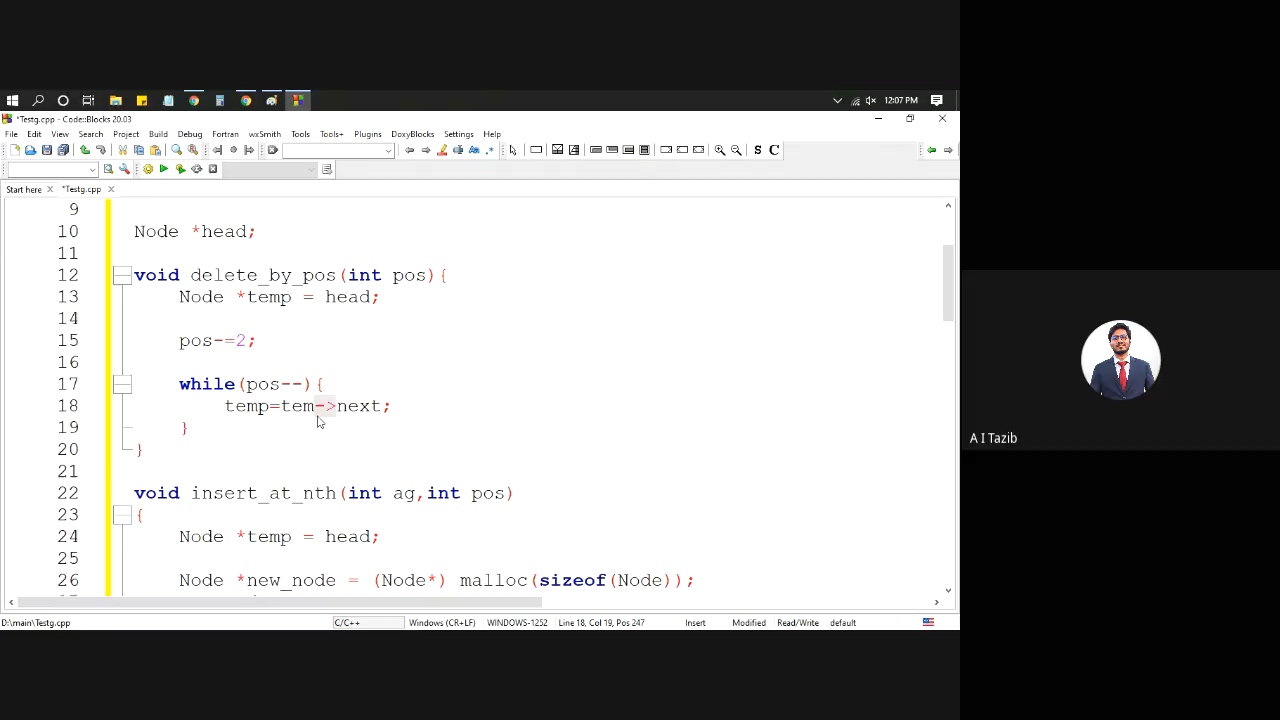 12:07 PM
*Testg.cpp - Code::Blocks 20.03
File Edit View Search Project Build Debug Fortran wxSmith Tools Tools+ Plugins DoxyBlocks Settings Help
S C
Start here *Testg.cpp
9
10 Node *head;
11
12 void delete_by_pos(int pos){
13 Node *temp = head;
14
15 pos-=2;
16
17 while(pos--){
18 temp=tem->next;
19 }
20 }
21
22 void insert_at_nth(int ag,int pos)
23 {
24 Node *temp = head;
25
26 Node *new_node = (Node*) malloc(sizeof(Node));
D:\main\Testg.cpp C/C++ Windows (CR+LF) WINDOWS-1252 Line 18, Col 19, Pos 247 Insert Modified Read/Write default
A I Tazib